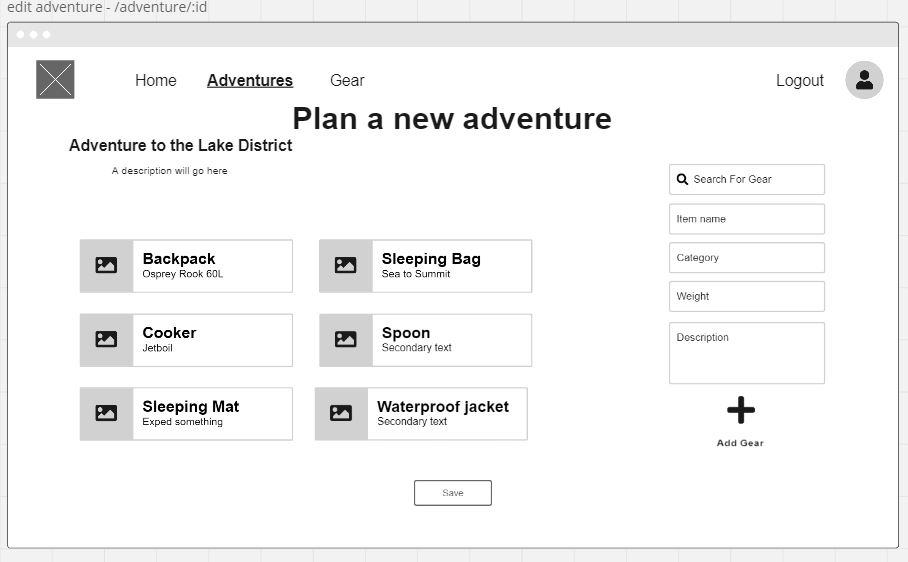 edit adventure - /adventure/:id
Home Adventures Gear Logout
Plan a new adventure
Adventure to the Lake District
A description will go here
Search For Gear
Item name
Category
Weight
Description
Add Gear
Backpack
Osprey Rook 60L
Sleeping Bag
Sea to Summit
Cooker
Jetboil
Spoon
Secondary text
Sleeping Mat
Exped something
Waterproof jacket
Secondary text
Save